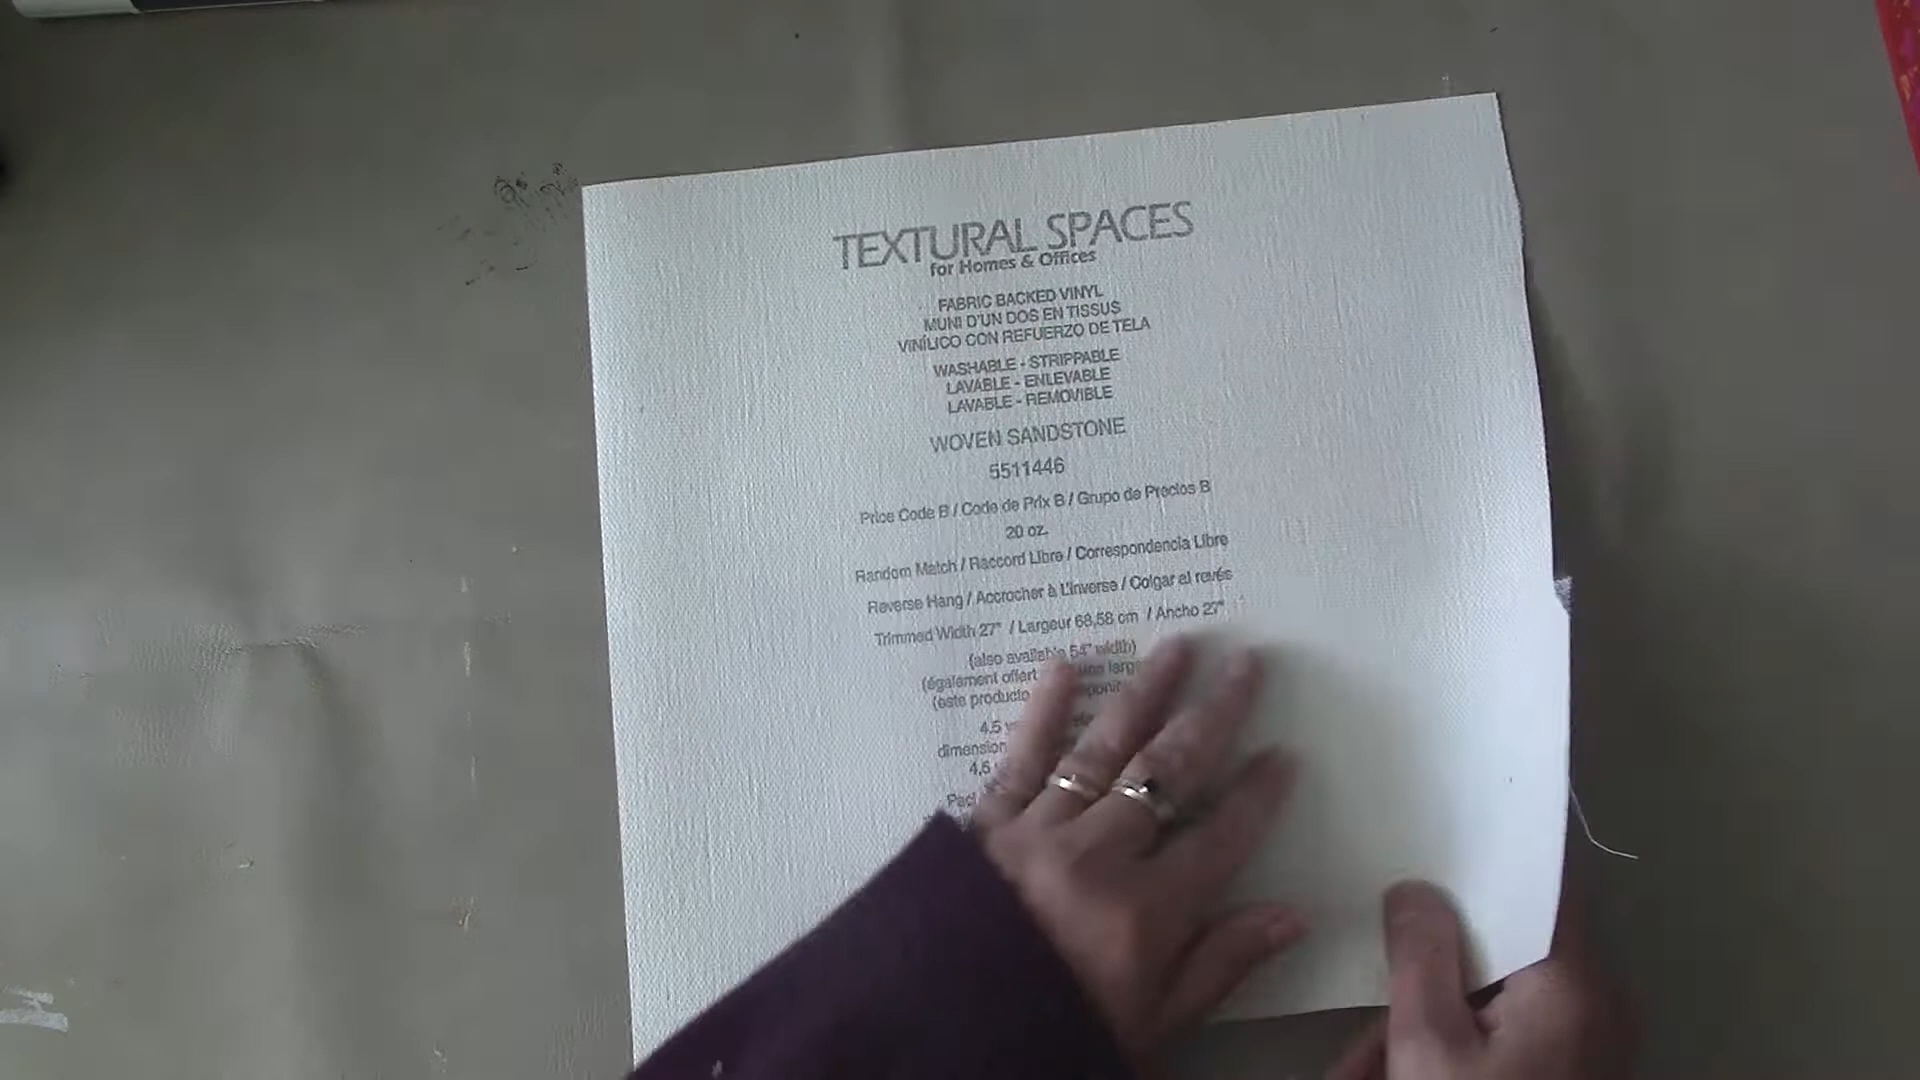 TEXTURAL SPACES
for Homes & Offices
FABRIC BACKED VINYL
MUNI D'UN DOS EN TISSUS
VINÍLICO CON REFUERZO DE TELA
WASHABLE - STRIPPABLE
LAVABLE - ENLEVABLE
LAVABLE - REMOVIBLE
WOVEN SANDSTONE
5511446
Price Code B / Code de Prix B / Grupo de Precios B
20 oz.
Random Match / Raccord Libre / Correspondencia Libre
Reverse Hang / Accrocher à L'inverse / Colgar al revés
Trimmed Width 27" / Largeur 68,58 cm / Ancho 27"
(also available 54" width)
(également offert
(este producto
4.5
dimension